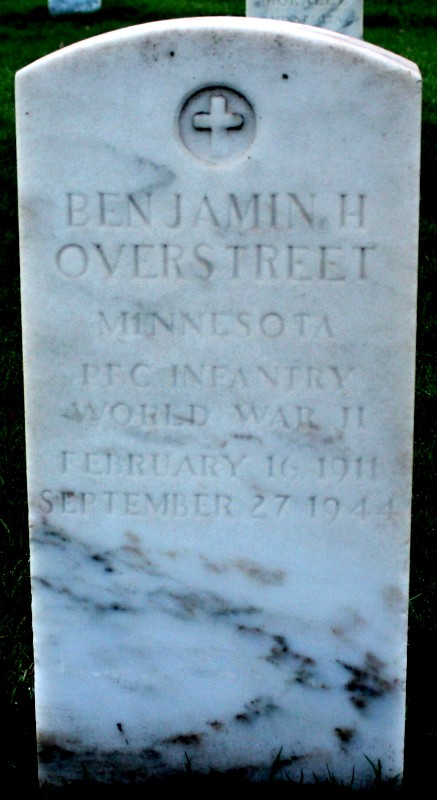 BENJAMIN H
OVERSTREET
MINNESOTA
PFC INFANTRY
WORLD WAR II
FEBRUARY 16 1911
SEPTEMBER 27 1944